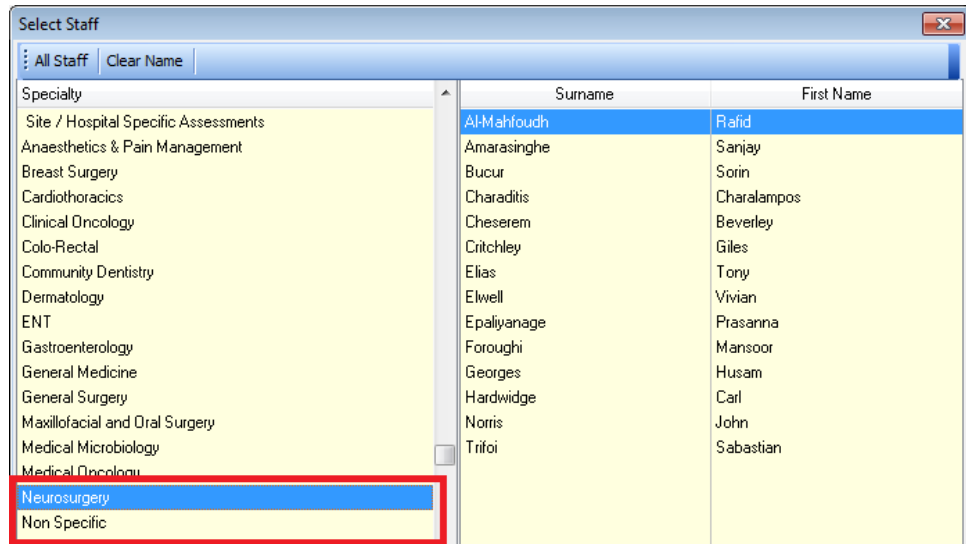 Select Staff
All Staff Clear Name
Specialty Surname First Name
Site / Hospital Specific Assessments Al-Mahfoudh Rafid
Anaesthetics & Pain Management Amarasinghe Sanjay
Breast Surgery Bucur Sorin
Cardiothoracics Charaditis Charalampos
Clinical Oncology Cheserem Beverley
Colo-Rectal Critchley Giles
Community Dentistry Elias Tony
Dermatology Elwell Vivian
ENT Epaliyanage Prasanna
Gastroenterology Foroughi Mansoor
General Medicine Georges Husam
General Surgery Hardwidge Carl
Maxillofacial and Oral Surgery Norris John
Medical Microbiology Trifoi Sabastian
Medical Oncology
Neurosurgery
Non Specific